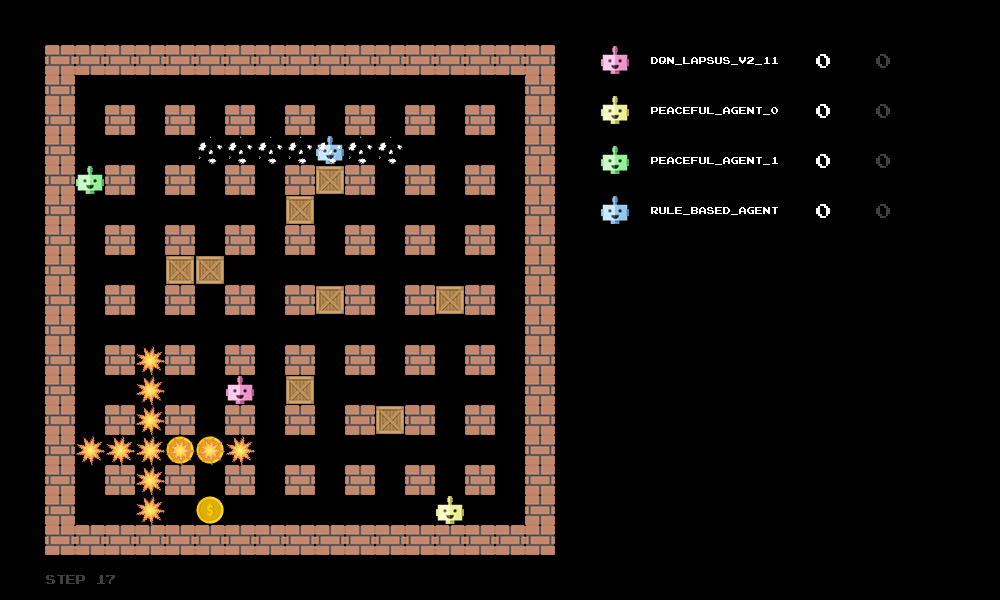 DQN_LAPSUS_V2_11 0 0
PEACEFUL_AGENT_0 0 0
PEACEFUL_AGENT_1 0 0
RULE_BASED_AGENT 0 0
$
STEP 17